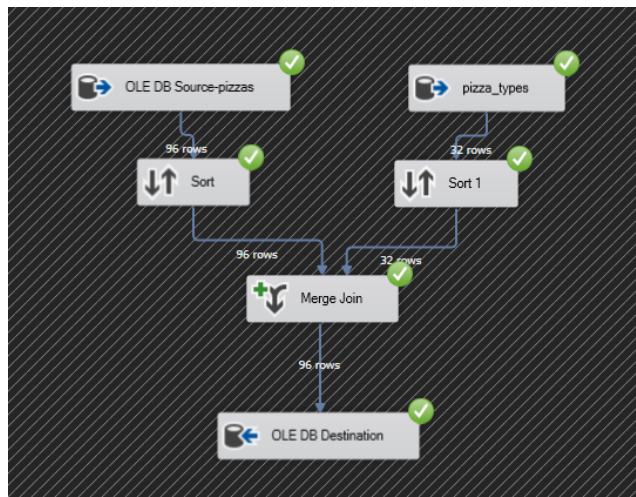 OLE DB Source-pizzas
pizza_types
96 rows
32 rows
Sort
Sort 1
96 rows
32 rows
Merge Join
96 rows
OLE DB Destination